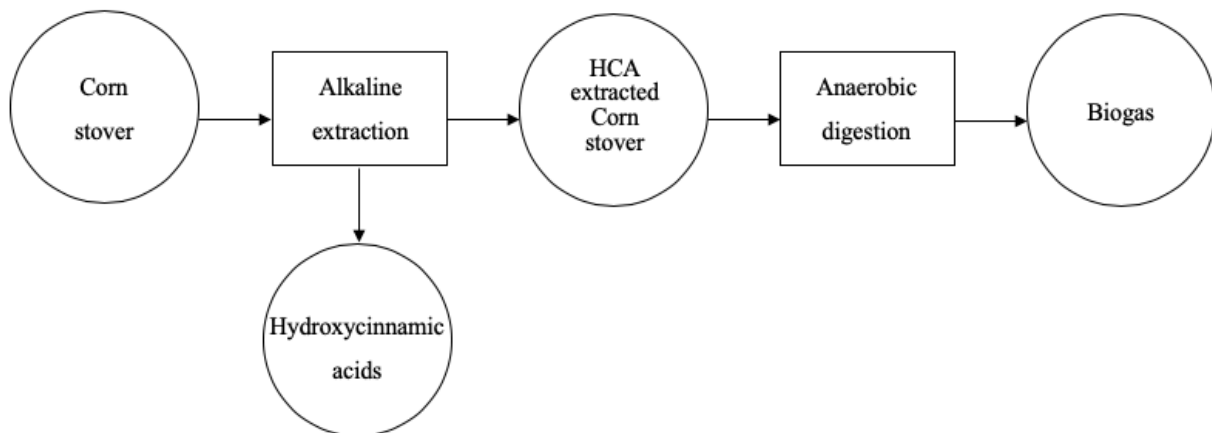 Corn
stover
Alkaline
extraction
HCA
extracted
Corn
stover
Anaerobic
digestion
Biogas
Hydroxycinnamic
acids